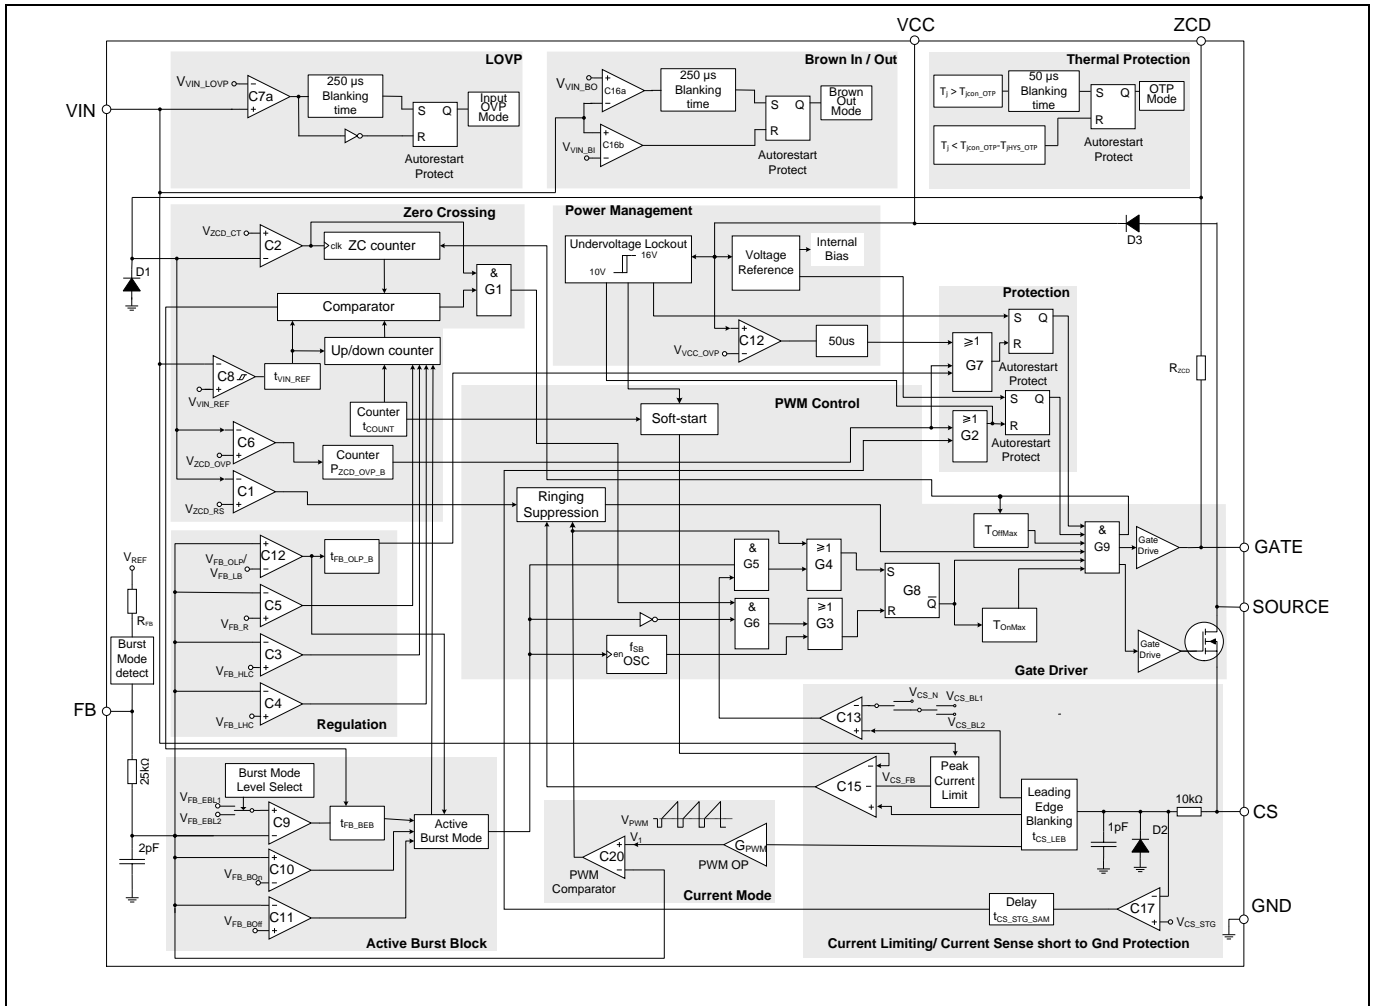 VCC
ZCD
LOVP
V_VIN_LOVP
C7a
250 µs
Blanking
time
S
Q
R
Input
OVP
Mode
Autorestart
Protect
VIN
Brown In / Out
V_VIN_BO
C16a
250 µs
Blanking
time
S
Q
R
Brown
Out
Mode
V_VIN_BI
C16b
Autorestart
Protect
Thermal Protection
Tj > Tjcon_OTP
50 µs
Blanking
time
S
Q
R
OTP
Mode
Tj < Tjcon_OTP-TjHYS_OTP
Autorestart
Protect
Zero Crossing
V_ZCD_CT
C2
clk
ZC counter
&
G1
D1
Comparator
Up/down counter
C8
t_VIN_REF
V_VIN_REF
Counter
t_COUNT
C6
V_ZCD_OVP
Counter
P_ZCD_OVP_B
C1
V_ZCD_RS
Power Management
Undervoltage Lockout
16V
10V
Voltage
Reference
Internal
Bias
C12
V_VCC_OVP
50us
D3
Protection
S
Q
R
≥1
G7
Autorestart
Protect
S
Q
R
≥1
G2
Autorestart
Protect
R_ZCD
PWM Control
Soft-start
Ringing
Suppression
T_OffMax
&
G9
Gate
Drive
GATE
&
G5
≥1
G4
S
G8
Q
R
&
G6
≥1
G3
T_OnMax
en
f_SB
OSC
Gate
Drive
SOURCE
Gate Driver
V_REF
R_FB
Burst
Mode
detect
FB
25kΩ
2pF
C12
V_FB_OLP/
V_FB_LB
t_FB_OLP_B
C5
V_FB_R
C3
V_FB_HLC
C4
V_FB_LHC
Regulation
Burst Mode
Level Select
V_FB_EBL1
V_FB_EBL2
C9
t_FB_BEB
Active
Burst Mode
C10
V_FB_BOn
C11
V_FB_BOff
Active Burst Block
V_PWM
V_1
C20
G_PWM
PWM OP
PWM
Comparator
Current Mode
C13
V_CS_N
V_CS_BL1
V_CS_BL2
-
C15
V_CS_FB
Peak
Current
Limit
Leading
Edge
Blanking
t_CS_LEB
10kΩ
1pF
D2
CS
Delay
t_CS_STG_SAM
C17
V_CS_STG
GND
Current Limiting/ Current Sense short to Gnd Protection